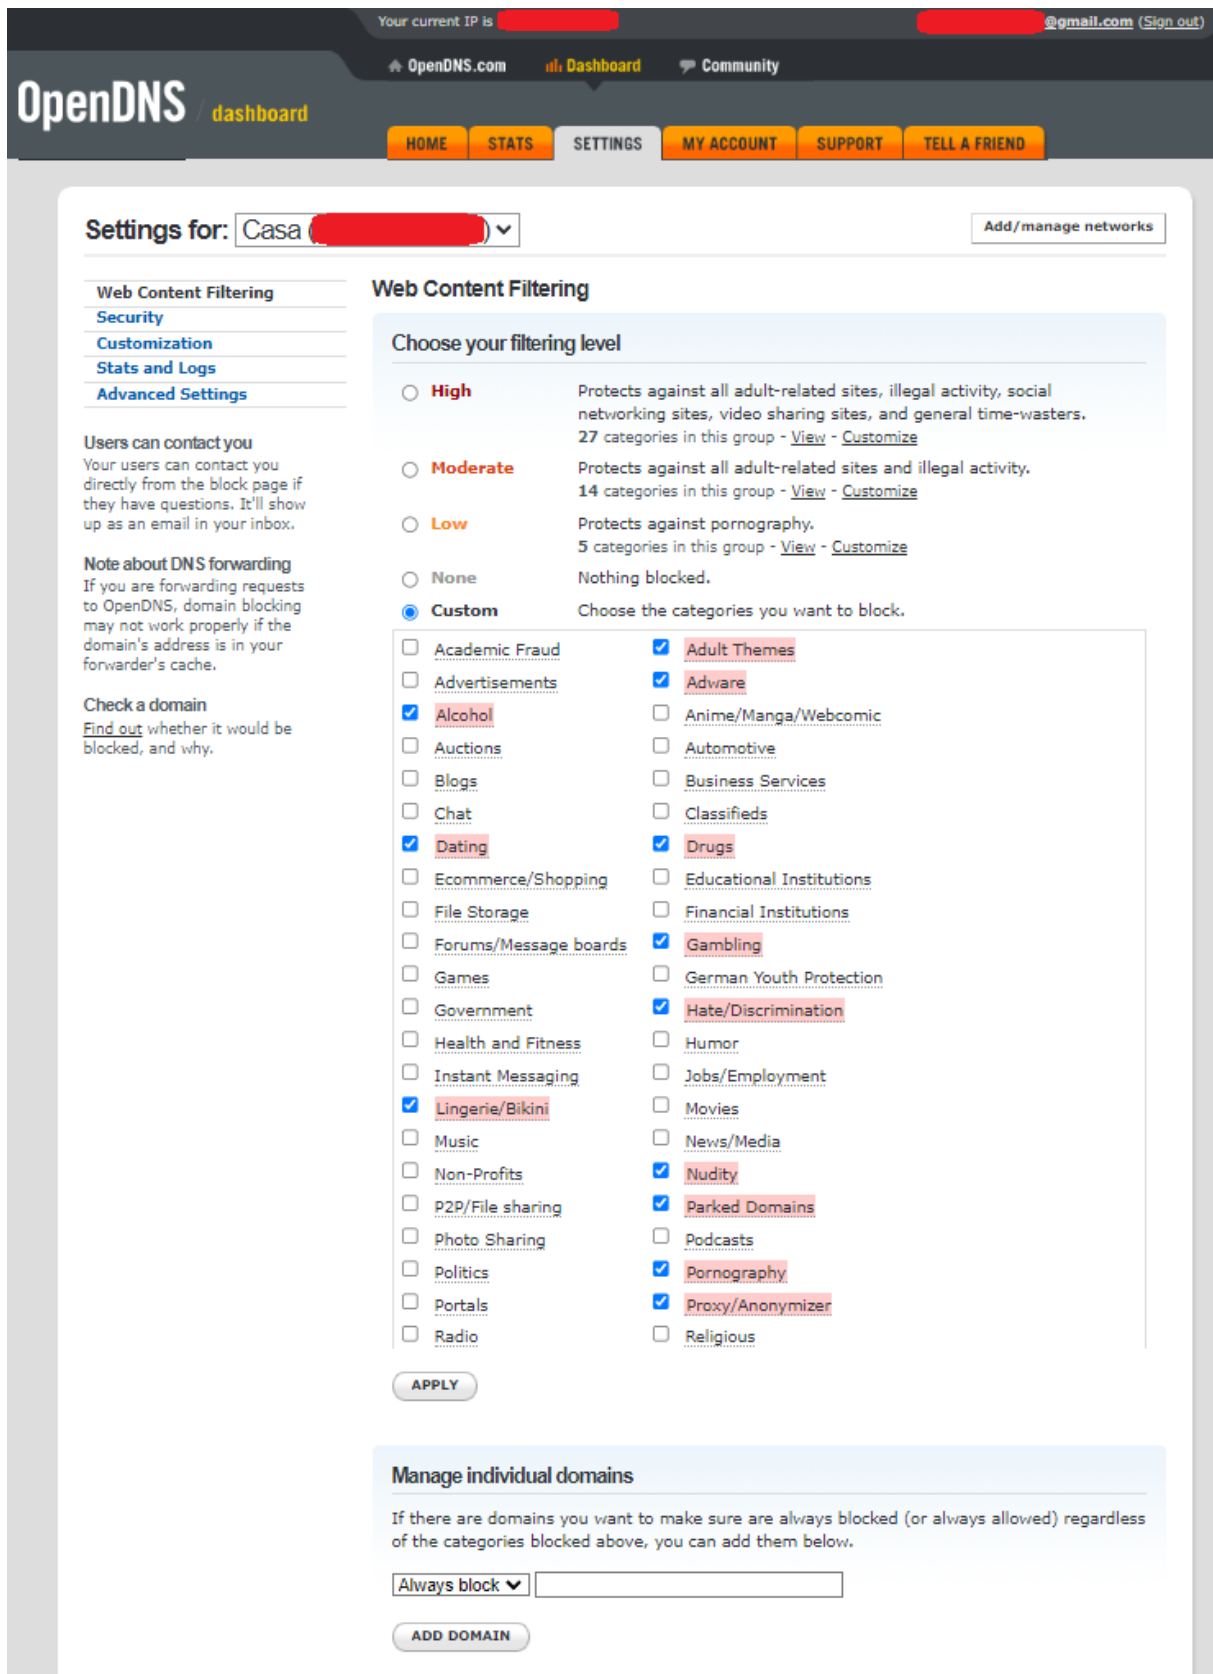 Your current IP is
@gmail.com (Sign out)
OpenDNS.com Dashboard Community
OpenDNS / dashboard
HOME STATS SETTINGS MY ACCOUNT SUPPORT TELL A FRIEND
Settings for: Casa ( )
Add/manage networks
Web Content Filtering
Security
Customization
Stats and Logs
Advanced Settings
Users can contact you
Your users can contact you
directly from the block page if
they have questions. It'll show
up as an email in your inbox.
Note about DNS forwarding
If you are forwarding requests
to OpenDNS, domain blocking
may not work properly if the
domain's address is in your
forwarder's cache.
Check a domain
Find out whether it would be
blocked, and why.
Web Content Filtering
Choose your filtering level
High Protects against all adult-related sites, illegal activity, social
networking sites, video sharing sites, and general time-wasters.
27 categories in this group - View - Customize
Moderate Protects against all adult-related sites and illegal activity.
14 categories in this group - View - Customize
Low Protects against pornography.
5 categories in this group - View - Customize
None Nothing blocked.
Custom Choose the categories you want to block.
Academic Fraud Adult Themes
Advertisements Adware
Alcohol Anime/Manga/Webcomic
Auctions Automotive
Blogs Business Services
Chat Classifieds
Dating Drugs
Ecommerce/Shopping Educational Institutions
File Storage Financial Institutions
Forums/Message boards Gambling
Games German Youth Protection
Government Hate/Discrimination
Health and Fitness Humor
Instant Messaging Jobs/Employment
Lingerie/Bikini Movies
Music News/Media
Non-Profits Nudity
P2P/File sharing Parked Domains
Photo Sharing Podcasts
Politics Pornography
Portals Proxy/Anonymizer
Radio Religious
APPLY
Manage individual domains
If there are domains you want to make sure are always blocked (or always allowed) regardless
of the categories blocked above, you can add them below.
Always block
ADD DOMAIN